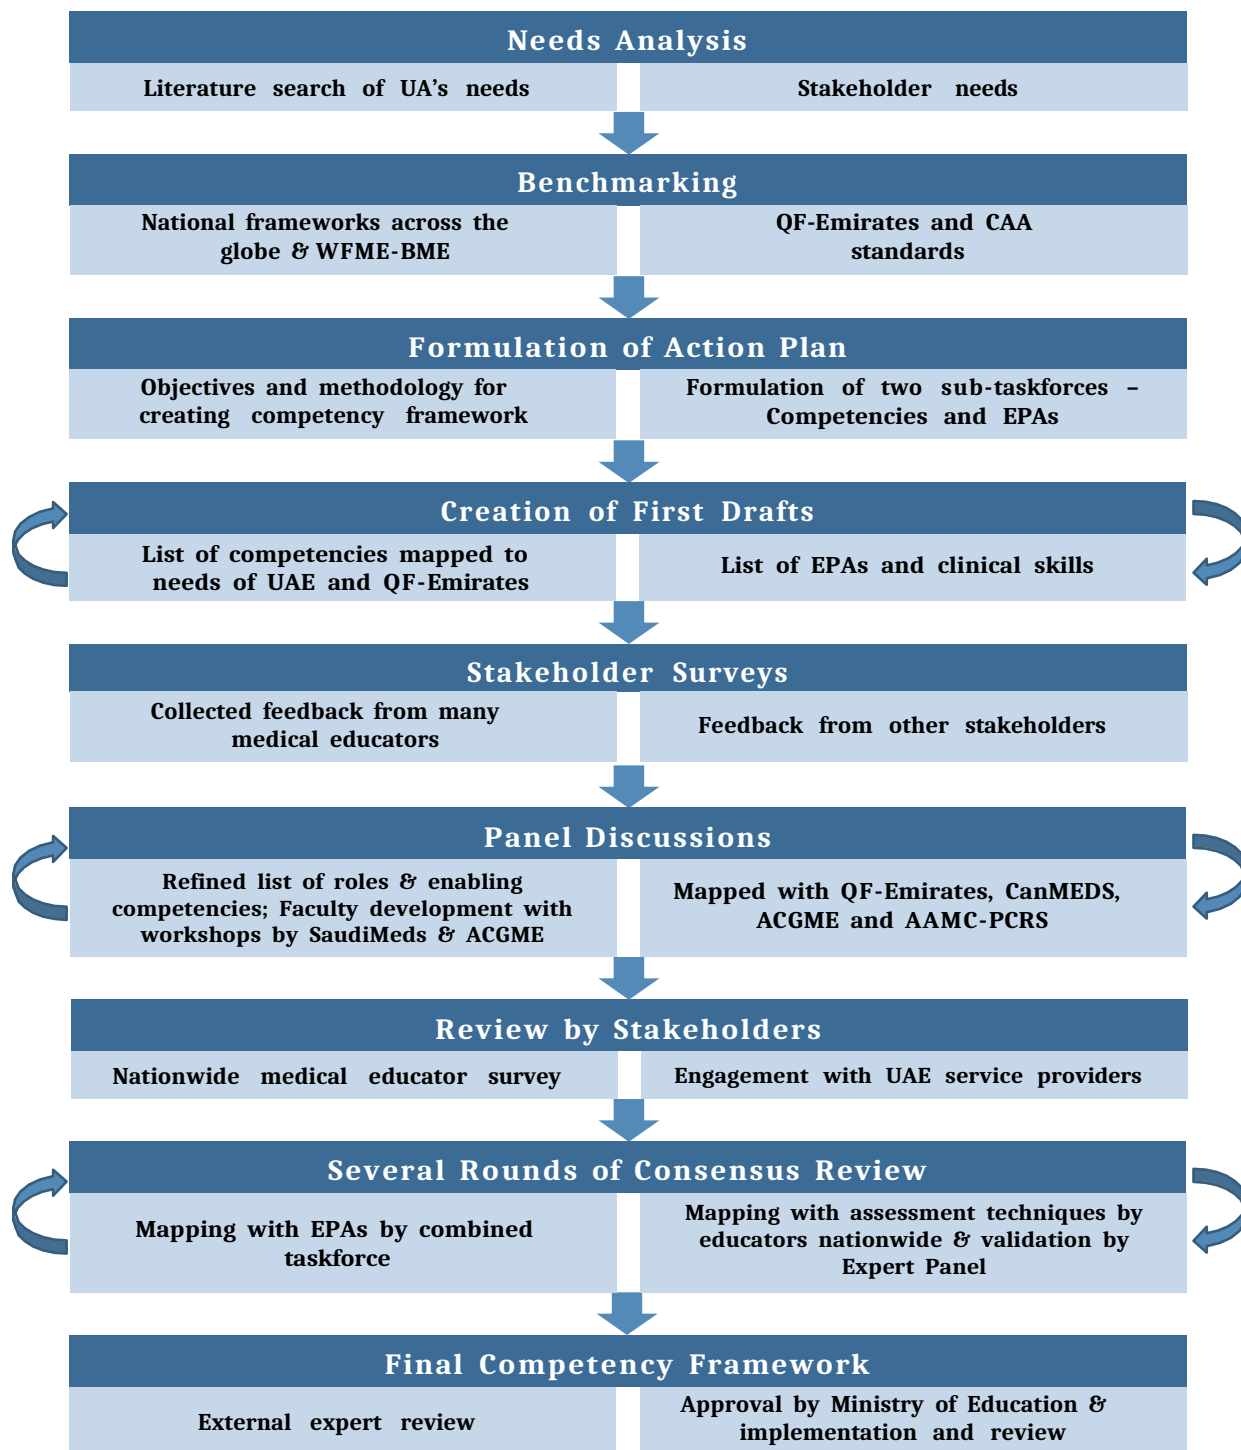 Needs Analysis
Literature search of UA's needs
Stakeholder needs
Benchmarking
National frameworks across the
globe & WFME-BME
QF-Emirates and CAA
standards
Formulation of Action Plan
Objectives and methodology for
creating competency framework
Formulation of two sub-taskforces –
Competencies and EPAs
Creation of First Drafts
List of competencies mapped to
needs of UAE and QF-Emirates
List of EPAs and clinical skills
Stakeholder Surveys
Collected feedback from many
medical educators
Feedback from other stakeholders
Panel Discussions
Refined list of roles & enabling
competencies; Faculty development with
workshops by SaudiMeds & ACGME
Mapped with QF-Emirates, CanMEDS,
ACGME and AAMC-PCRS
Review by Stakeholders
Nationwide medical educator survey
Engagement with UAE service providers
Several Rounds of Consensus Review
Mapping with EPAs by combined
taskforce
Mapping with assessment techniques by
educators nationwide & validation by
Expert Panel
Final Competency Framework
External expert review
Approval by Ministry of Education &
implementation and review